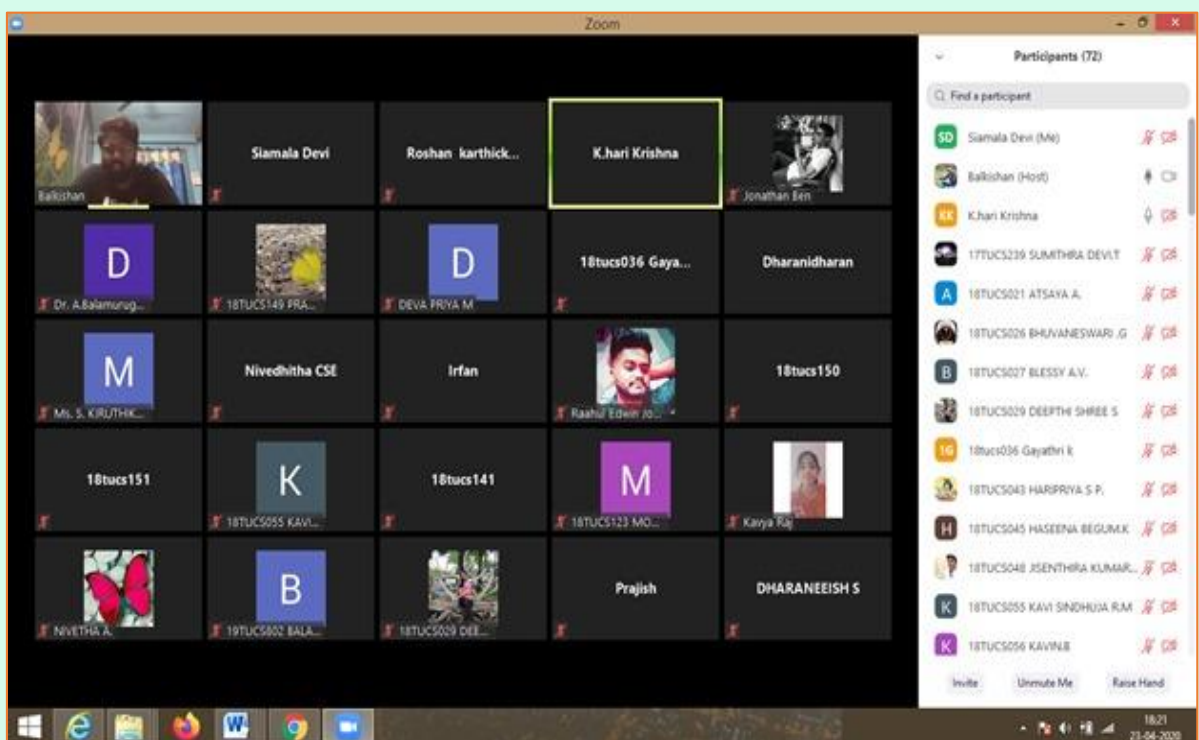 Zoom
Balkishan
Siamala Devi
Roshan karthick...
K.hari Krishna
Jonathan Ben
D
Dr. A.Balamurug...
18TUCS149 PRA...
D
DEVA PRIYA M
18tucs036 Gaya...
Dharanidharan
M
Ms. S. KIRUTHIK...
Nivedhitha CSE
Irfan
Raahul Edwin Jo...
18tucs150
18tucs151
K
18TUCS055 KAVI...
18tucs141
M
18TUCS123 MO...
Kavya Raj
NIVETHA A.
B
19TUCS802 BALA...
18TUCS029 DEE...
Prajish
DHARANEEISH S
Participants (72)
Find a participant
SD Siamala Devi (Me)
Balkishan (Host)
KK K.hari Krishna
17TUCS239 SUMITHRA DEVI.T
A 18TUCS021 ATSAYA A.
18TUCS026 BHUVANESWARI .G
B 18TUCS027 BLESSY A.V.
18TUCS029 DEEPTHI SHREE S
1G 18tucs036 Gayathri k
18TUCS043 HARIPRIYA S P.
H 18TUCS045 HASEENA BEGUM.K
18TUCS048 JISENTHIRA KUMAR...
K 18TUCS055 KAVI SINDHUJA R.M
K 18TUCS056 KAVIN.B
Invite Unmute Me Raise Hand
18:21
23-04-2020